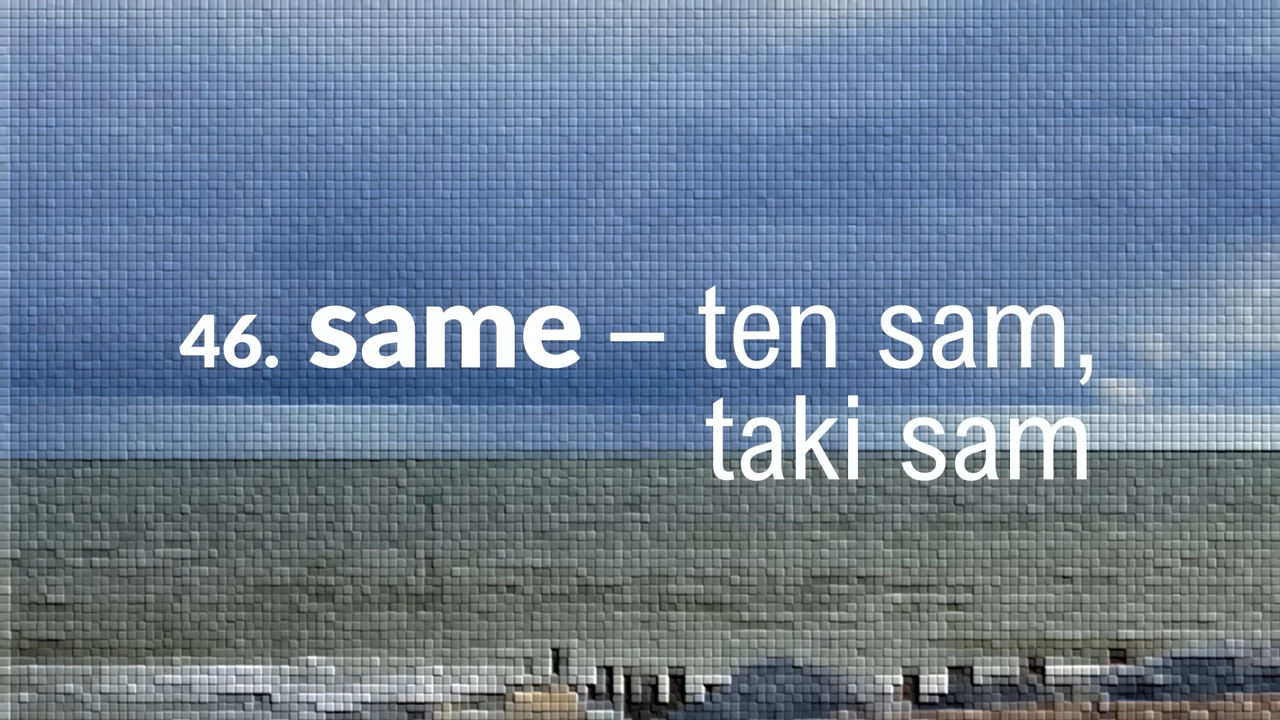 46. same – ten sam,
taki sam